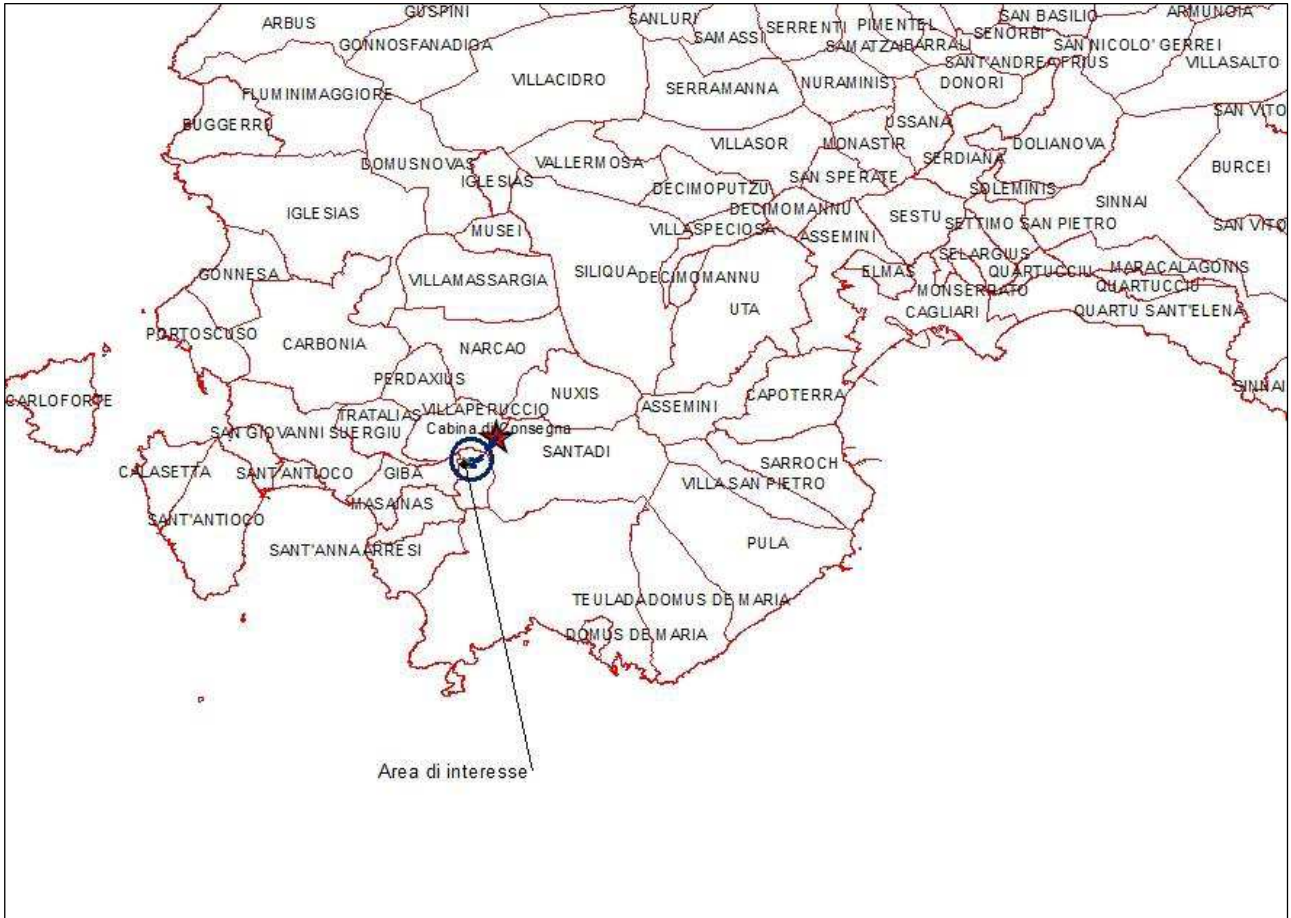 GUSPINI
ARBUS
SANLURI
SAN BASILIO
ARMUNGIA
SAMASSI
SERRENTI
PIMENTEL
SENORBI
GONNOSFANADIGA
SAMATZAI
BARRALI
SAN NICOLO' GERREI
SANT'ANDREA FRIUS
VILLASALTO
VILLACIDRO
SERRAMANNA
NURAMINIS
DONORI
FLUMINIMAGGIORE
SAN VITO
BUGGERRU
USSANA
VILLASOR
MONASTIR
DOLIANOVA
DOMUSNOVAS
VALLERMOSA
SERDIANA
BURCEI
IGLESIAS
SAN SPERATE
DECIMOPUTZU
SOLEMINIS
SINNAI
IGLESIAS
DECIMOMANNU
SESTU
SETTIMO SAN PIETRO
SAN VITO
MUSEI
VILLASPECIOSA
ASSEMINI
SELARGIUS
GONNESA
SILIQUA
DECIMOMANNU
ELMAS
QUARTUCCIU
MARACALAGONIS
VILLAMASSARGIA
MONSERRATO
QUARTUCCIU
UTA
CAGLIARI
QUARTU SANT'ELENA
PORTOSCUSO
CARBONIA
NARCAO
PERDAXIUS
SINNAI
CARLOFORTE
NUXIS
CAPOTERRA
TRATALIAS
VILLAPERUCCIO
ASSEMINI
SAN GIOVANNI SUERGIU
Cabina di Consegna
SANTADI
CALASETTA
SANT'ANTIOCO
GIBA
SARROCH
VILLA SAN PIETRO
MASAINAS
SANT'ANTIOCO
PULA
SANT'ANNA ARRESI
TEULADA
DOMUS DE MARIA
DOMUS DE MARIA
Area di interesse